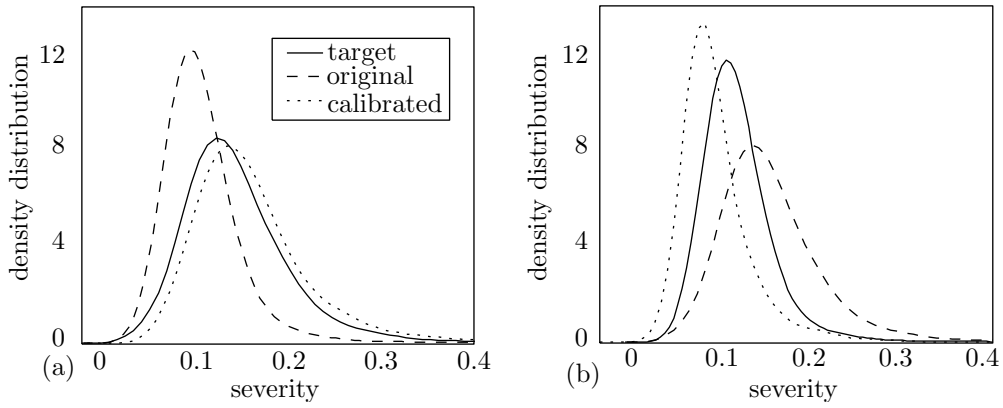 12
8
4
0
density distribution
target
original
calibrated
0 0.1 0.2 0.3 0.4
(a)
severity
12
8
4
0
density distribution
0 0.1 0.2 0.3 0.4
(b)
severity